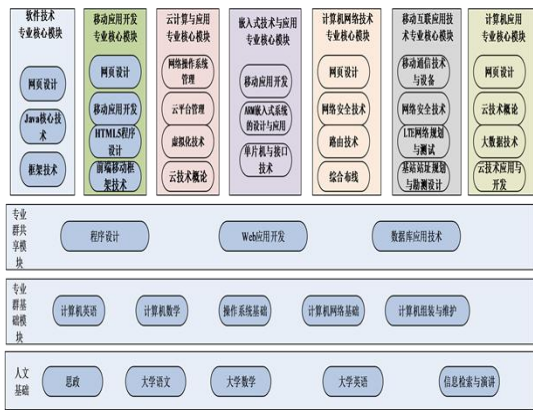 软件技术
专业核心模块
网页设计
Java核心技
术
框架技术
移动应用开发
专业核心模块
网页设计
移动应用开发
HTML5程序
设计
前端移动框
架技术
云计算与应用
专业核心模块
网络操作系统
管理
云平台管理
虚拟化技术
云技术概论
嵌入式技术与应用
专业核心模块
移动应用开发
ARM嵌入式系统
的设计与应用
单片机与接口
技术
计算机网络技术
专业核心模块
网页设计
网络安全技术
路由技术
综合布线
移动互联应用技
术专业核心模块
移动通信技术
与设备
网络安全技术
LTE网络规划
与测试
基站站址规划
与勘测设计
计算机应用
专业核心模块
网页设计
云技术概论
大数据技术
云技术应用与
开发
专业
群共
享模
块
程序设计
Web应用开发
数据库应用技术
专业
群基
础模
块
计算机英语
计算机数学
操作系统基础
计算机网络基础
计算机组装与维护
人文
基础
思政
大学语文
大学数学
大学英语
信息检索与演讲